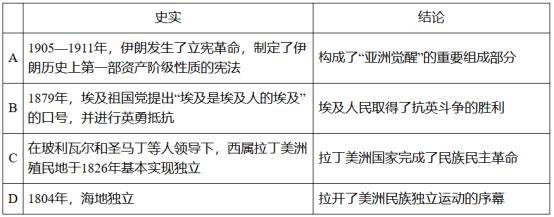 史实 结论
A 1905—1911年，伊朗发生了立宪革命，制定了伊
朗历史上第一部资产阶级性质的宪法 构成了“亚洲觉醒”的重要组成部分
B 1879年，埃及祖国党提出“埃及是埃及人的埃及”
的口号，并进行英勇抵抗 埃及人民取得了抗英斗争的胜利
C 在玻利瓦尔和圣马丁等人领导下，西属拉丁美洲
殖民地于1826年基本实现独立 拉丁美洲国家完成了民族民主革命
D 1804年，海地独立 拉开了美洲民族独立运动的序幕